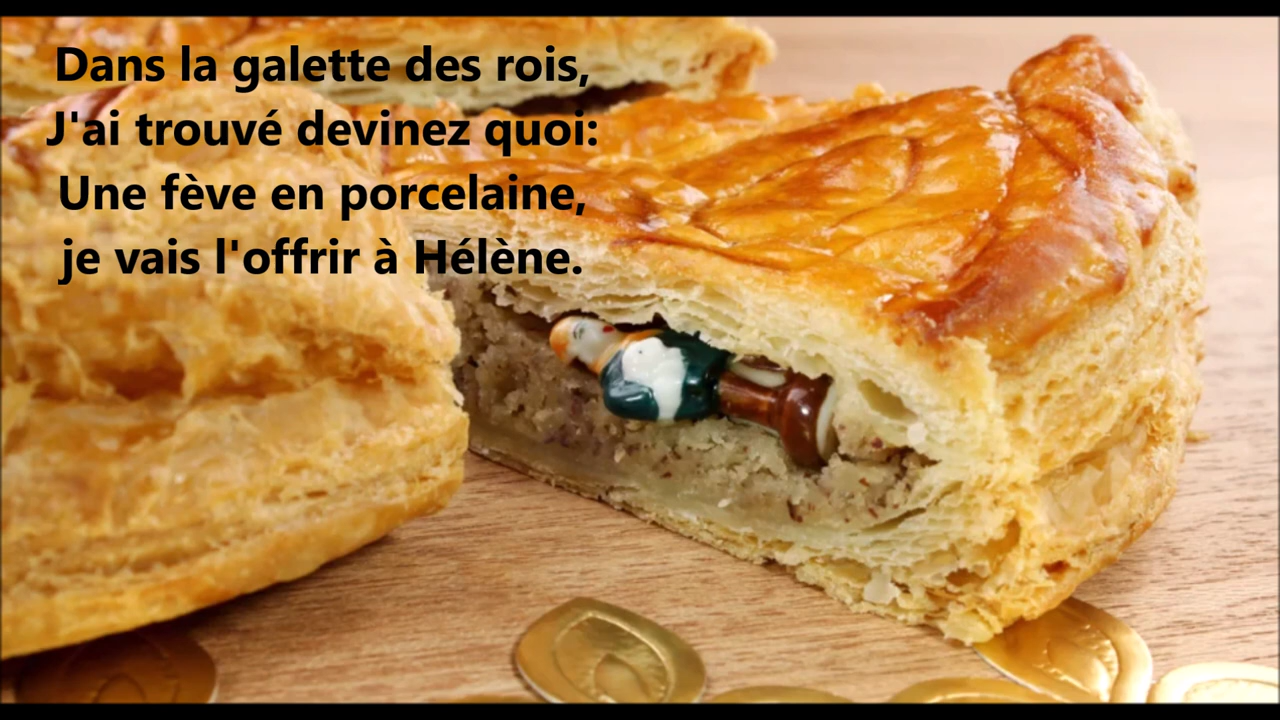 Dans la galette des rois,
J'ai trouvé devinez quoi:
Une fève en porcelaine,
je vais l'offrir à Hélène.